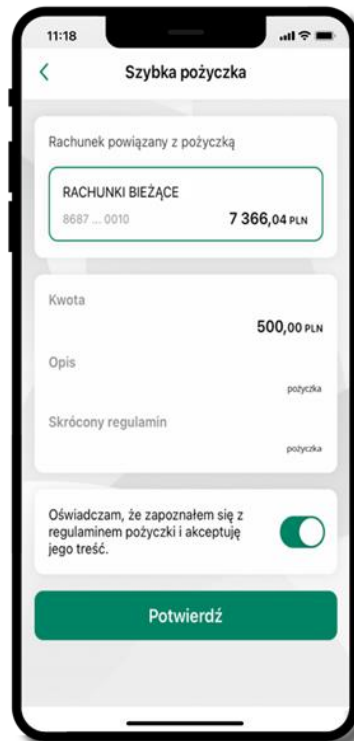 11:18
Szybka pożyczka
Rachunek powiązany z pożyczką
RACHUNKI BIEŻĄCE
8687 ... 0010 7 366,04 PLN
Kwota
500,00 PLN
Opis
pożyczka
Skrócony regulamin
pożyczka
Oświadczam, że zapoznałem się z
regulaminem pożyczki i akceptuję
jego treść.
Potwierdź